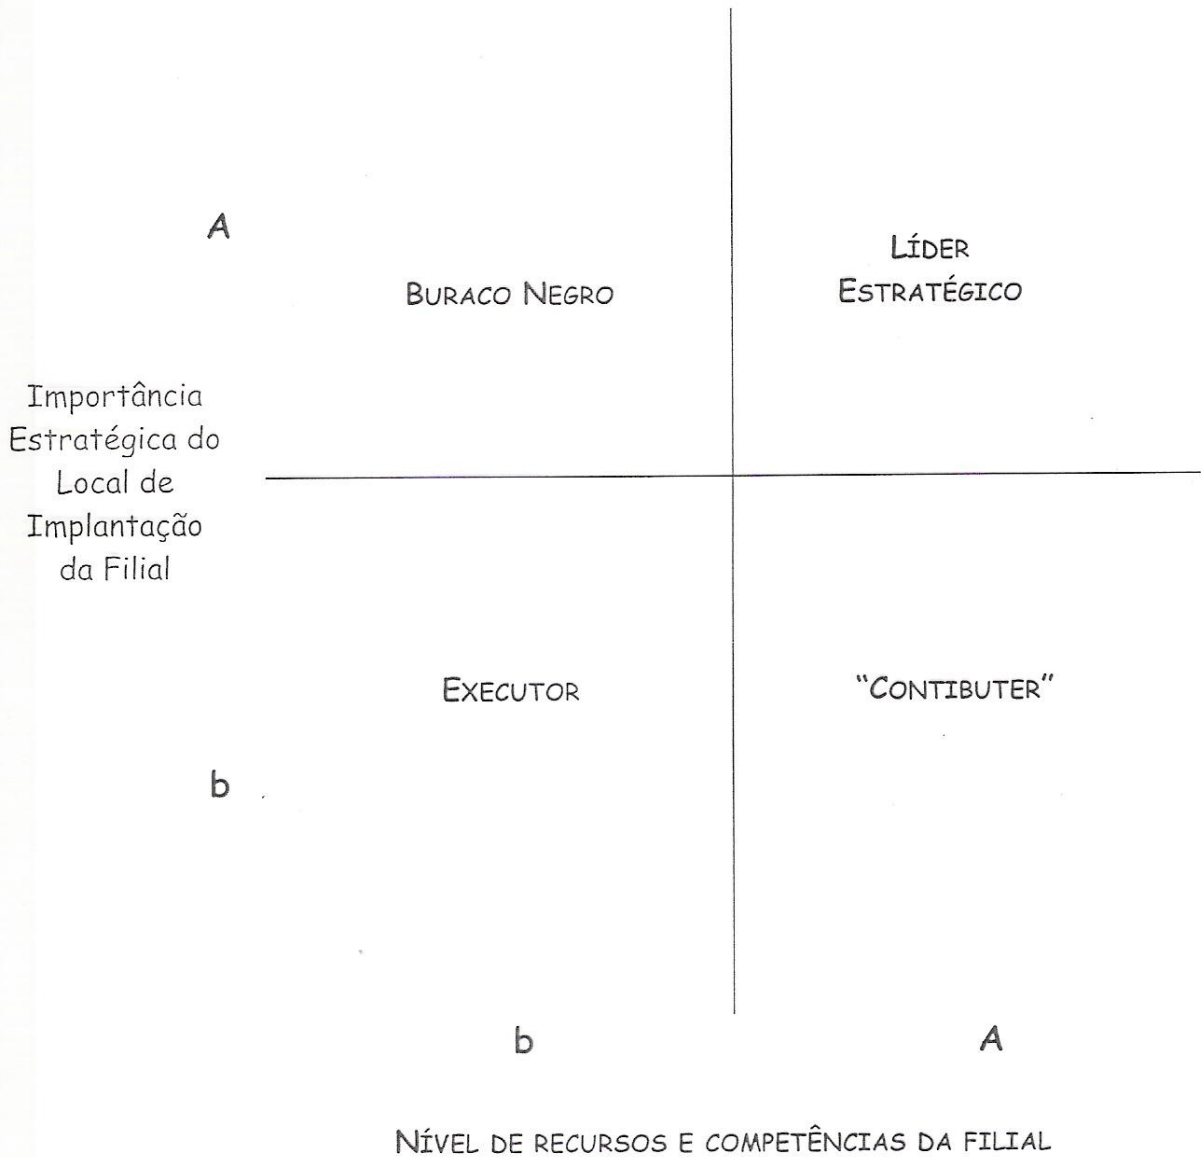 A
LÍDER
ESTRATÉGICO
BURACO NEGRO
Importância
Estratégica do
Local de
Implantação
da Filial
EXECUTOR
"CONTIBUTER"
b
b
A
NÍVEL DE RECURSOS E COMPETÊNCIAS DA FILIAL